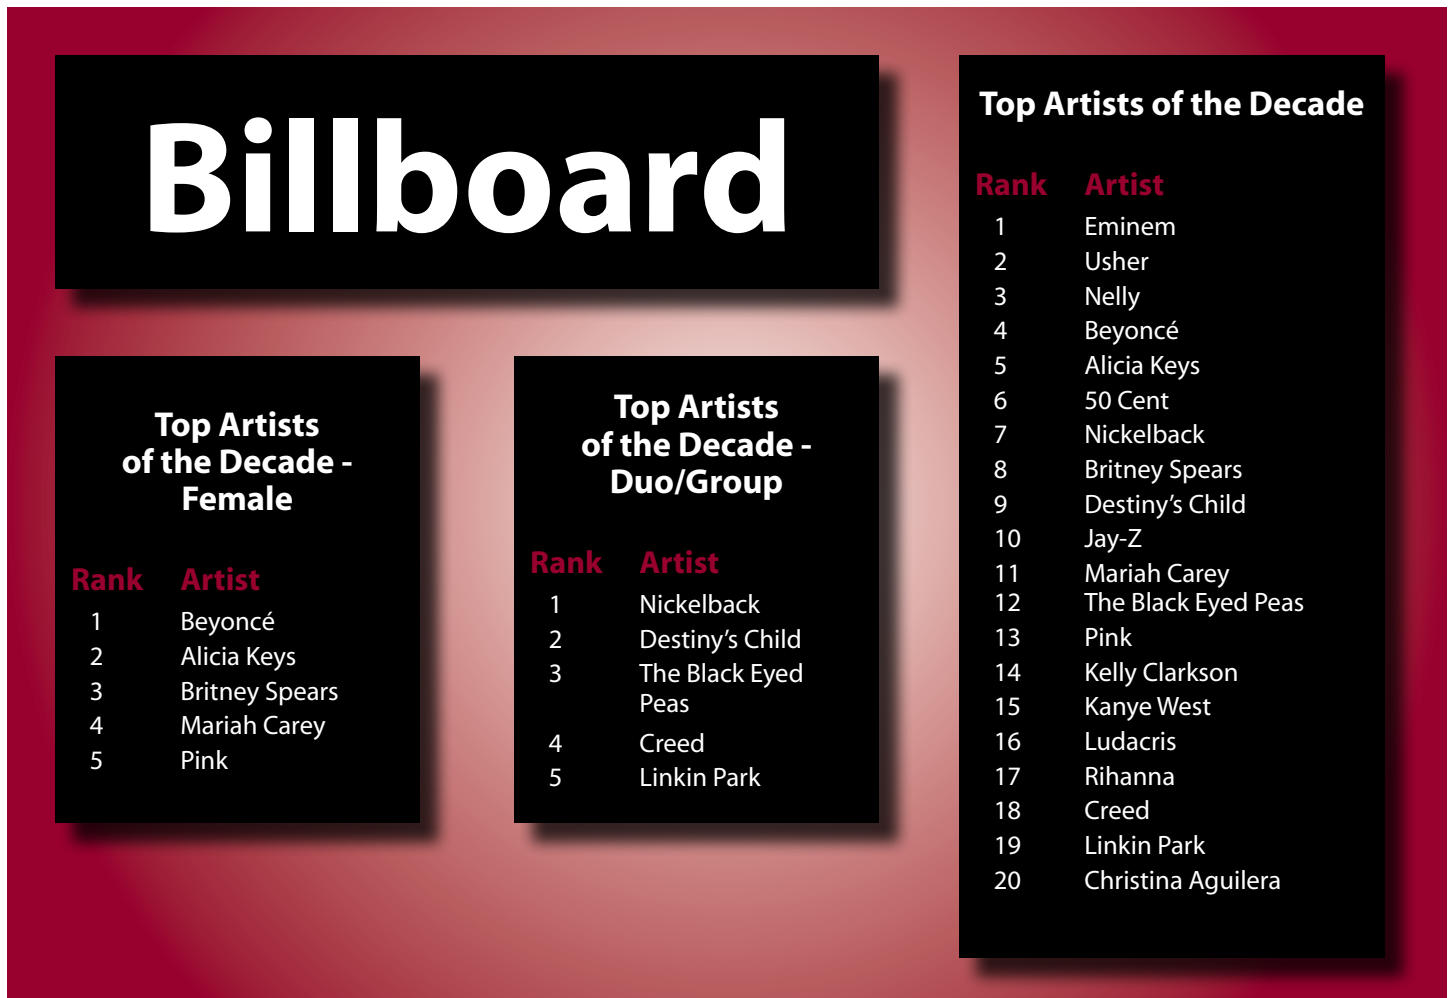 Billboard
Top Artists
of the Decade -
Female
Rank Artist
1 Beyoncé
2 Alicia Keys
3 Britney Spears
4 Mariah Carey
5 Pink
Top Artists
of the Decade -
Duo/Group
Rank Artist
1 Nickelback
2 Destiny’s Child
3 The Black Eyed
Peas
4 Creed
5 Linkin Park
Top Artists of the Decade
Rank Artist
1 Eminem
2 Usher
3 Nelly
4 Beyoncé
5 Alicia Keys
6 50 Cent
7 Nickelback
8 Britney Spears
9 Destiny’s Child
10 Jay-Z
11 Mariah Carey
12 The Black Eyed Peas
13 Pink
14 Kelly Clarkson
15 Kanye West
16 Ludacris
17 Rihanna
18 Creed
19 Linkin Park
20 Christina Aguilera